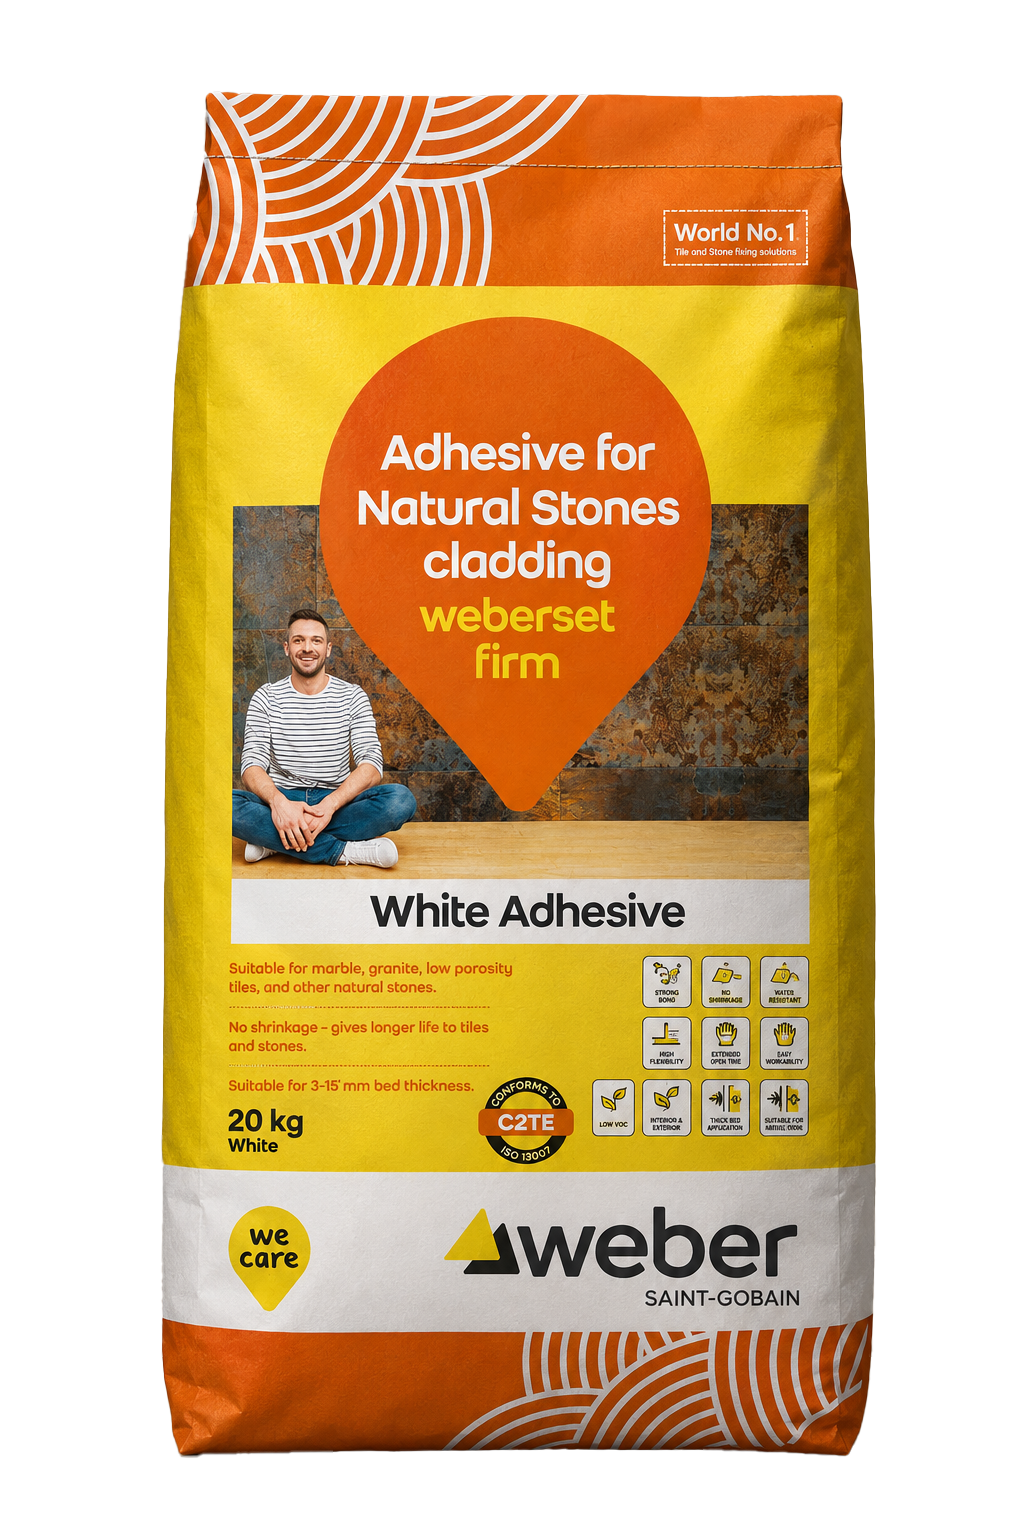 World No.1
Tile and Stone fixing solutions
Adhesive for
Natural Stones
cladding
weberset
firm
White Adhesive
Suitable for marble, granite, low porosity
tiles, and other natural stones.
No shrinkage – gives longer life to tiles
and stones.
Suitable for 3-15 mm bed thickness.
20 kg
White
CONFORMS TO
C2TE
ISO 13007
STRONG
BOND
NO
SHRINKAGE
WATER
RESISTANT
HIGH
FLEXIBILITY
EXTENDED
OPEN TIME
EASY
WORKABILITY
LOW VOC
INTERIOR &
EXTERIOR
THICK BED
APPLICATION
SUITABLE FOR
we
care
weber
SAINT-GOBAIN